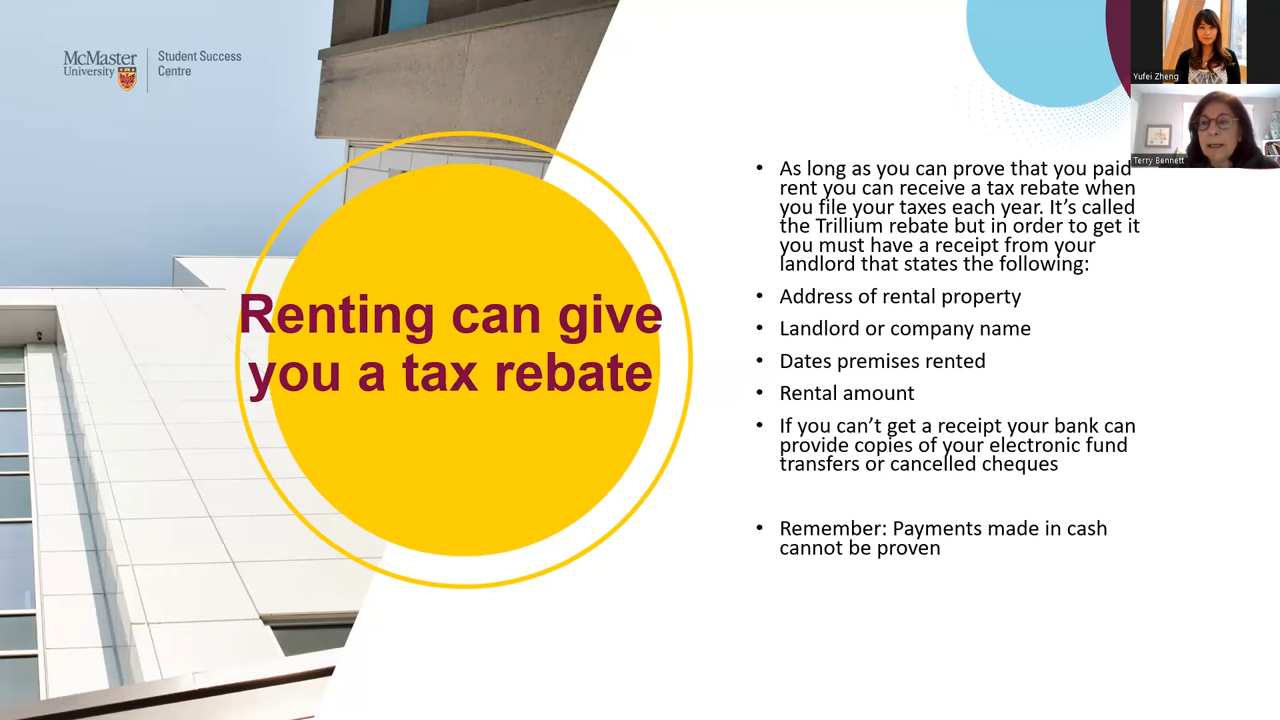 McMaster
University
Student Success
Centre
Renting can give
you a tax rebate
• As long as you can prove that you paid
rent you can receive a tax rebate when
you file your taxes each year. It’s called
the Trillium rebate but in order to get it
you must have a receipt from your
landlord that states the following:
• Address of rental property
• Landlord or company name
• Dates premises rented
• Rental amount
• If you can’t get a receipt your bank can
provide copies of your electronic fund
transfers or cancelled cheques
• Remember: Payments made in cash
cannot be proven
Yufei Zheng
Terry Bennett